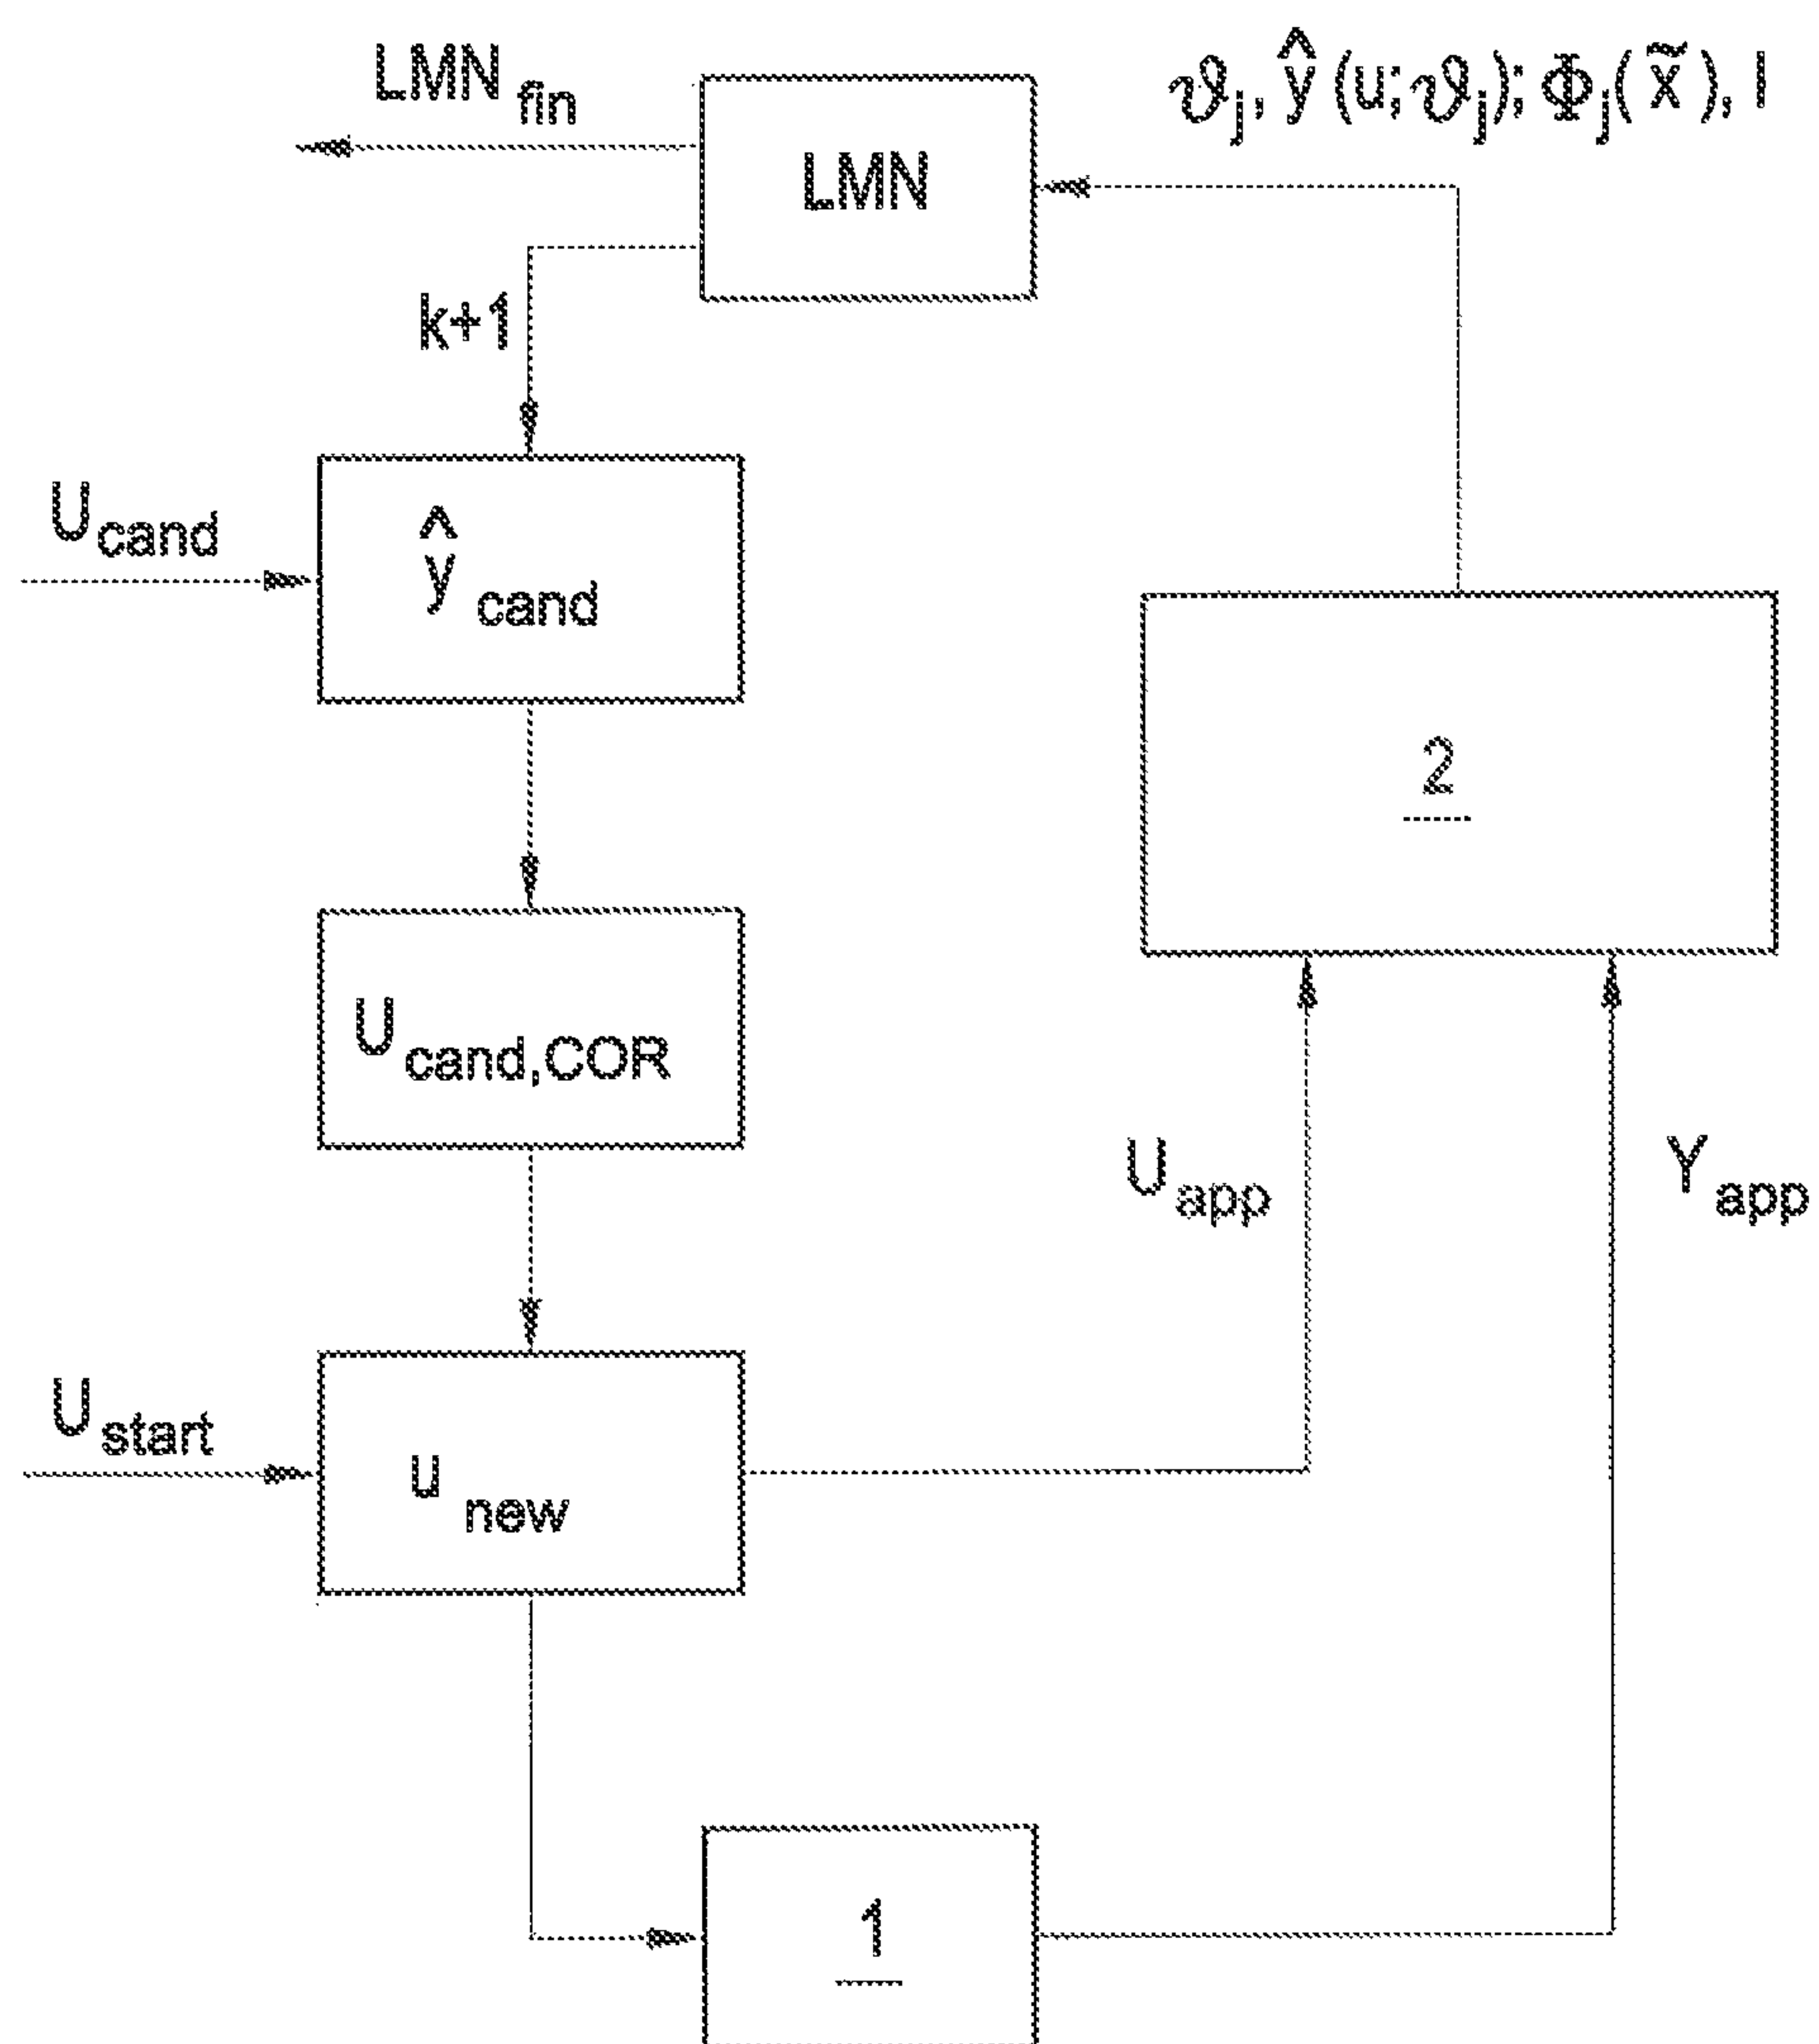 LMN fin
ϑj, ŷ(u;ϑj); Φj(x̃), I
LMN
k+1
Ucand
ŷ cand
2
Ucand,COR
Uapp
Yapp
Ustart
u new
1